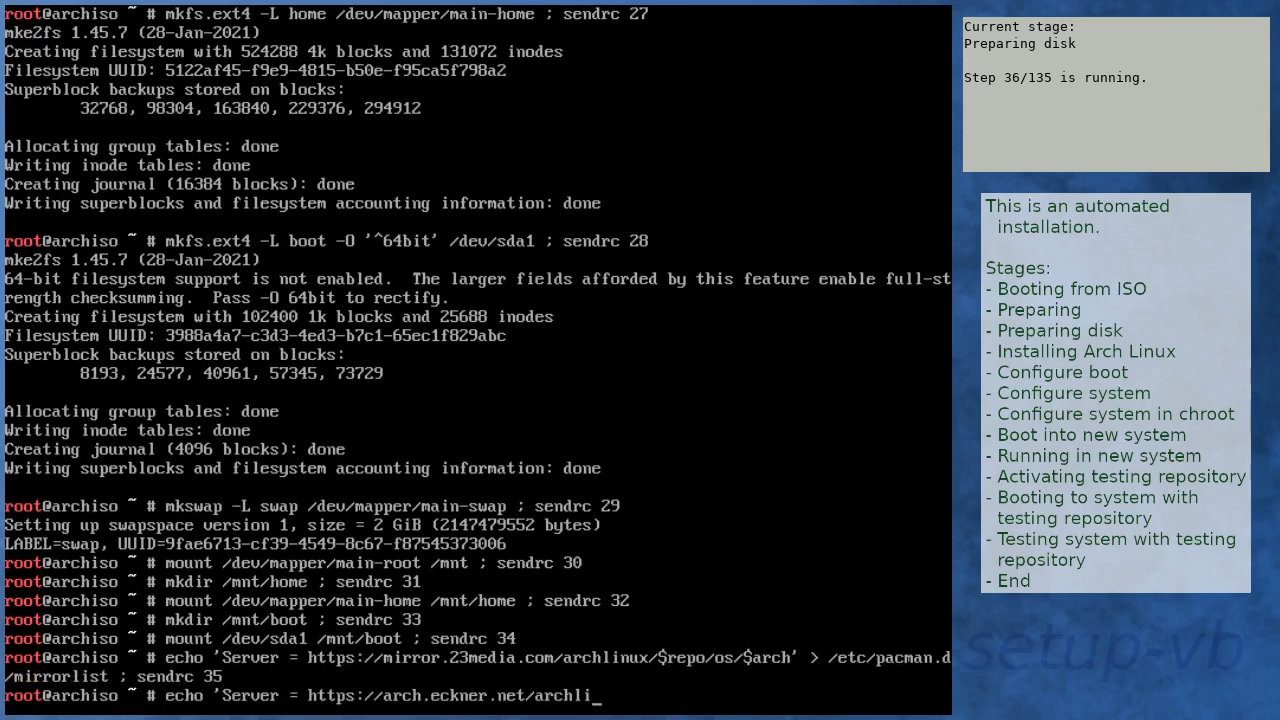 root@archiso ~ # mkfs.ext4 -L home /dev/mapper/main-home ; sendrc 27
mke2fs 1.45.7 (28-Jan-2021)
Creating filesystem with 524288 4k blocks and 131072 inodes
Filesystem UUID: 5122af45-f9e9-4815-b50e-f95ca5f798a2
Superblock backups stored on blocks:
        32768, 98304, 163840, 229376, 294912

Allocating group tables: done
Writing inode tables: done
Creating journal (16384 blocks): done
Writing superblocks and filesystem accounting information: done

root@archiso ~ # mkfs.ext4 -L boot -O '^64bit' /dev/sda1 ; sendrc 28
mke2fs 1.45.7 (28-Jan-2021)
64-bit filesystem support is not enabled.  The larger fields afforded by this feature enable full-st
rength checksumming.  Pass -O 64bit to rectify.
Creating filesystem with 102400 1k blocks and 25688 inodes
Filesystem UUID: 3988a4a7-c3d3-4ed3-b7c1-65ec1f829abc
Superblock backups stored on blocks:
        8193, 24577, 40961, 57345, 73729

Allocating group tables: done
Writing inode tables: done
Creating journal (4096 blocks): done
Writing superblocks and filesystem accounting information: done

root@archiso ~ # mkswap -L swap /dev/mapper/main-swap ; sendrc 29
Setting up swapspace version 1, size = 2 GiB (2147479552 bytes)
LABEL=swap, UUID=9fae6713-cf39-4549-8c67-f87545373006
root@archiso ~ # mount /dev/mapper/main-root /mnt ; sendrc 30
root@archiso ~ # mkdir /mnt/home ; sendrc 31
root@archiso ~ # mount /dev/mapper/main-home /mnt/home ; sendrc 32
root@archiso ~ # mkdir /mnt/boot ; sendrc 33
root@archiso ~ # mount /dev/sda1 /mnt/boot ; sendrc 34
root@archiso ~ # echo 'Server = https://mirror.23media.com/archlinux/$repo/os/$arch' > /etc/pacman.d
/mirrorlist ; sendrc 35
root@archiso ~ # echo 'Server = https://arch.eckner.net/archli_
Current stage:
Preparing disk

Step 36/135 is running.
This is an automated
installation.

Stages:
- Booting from ISO
- Preparing
- Preparing disk
- Installing Arch Linux
- Configure boot
- Configure system
- Configure system in chroot
- Boot into new system
- Running in new system
- Activating testing repository
- Booting to system with
testing repository
- Testing system with testing
repository
- End
setup-vb